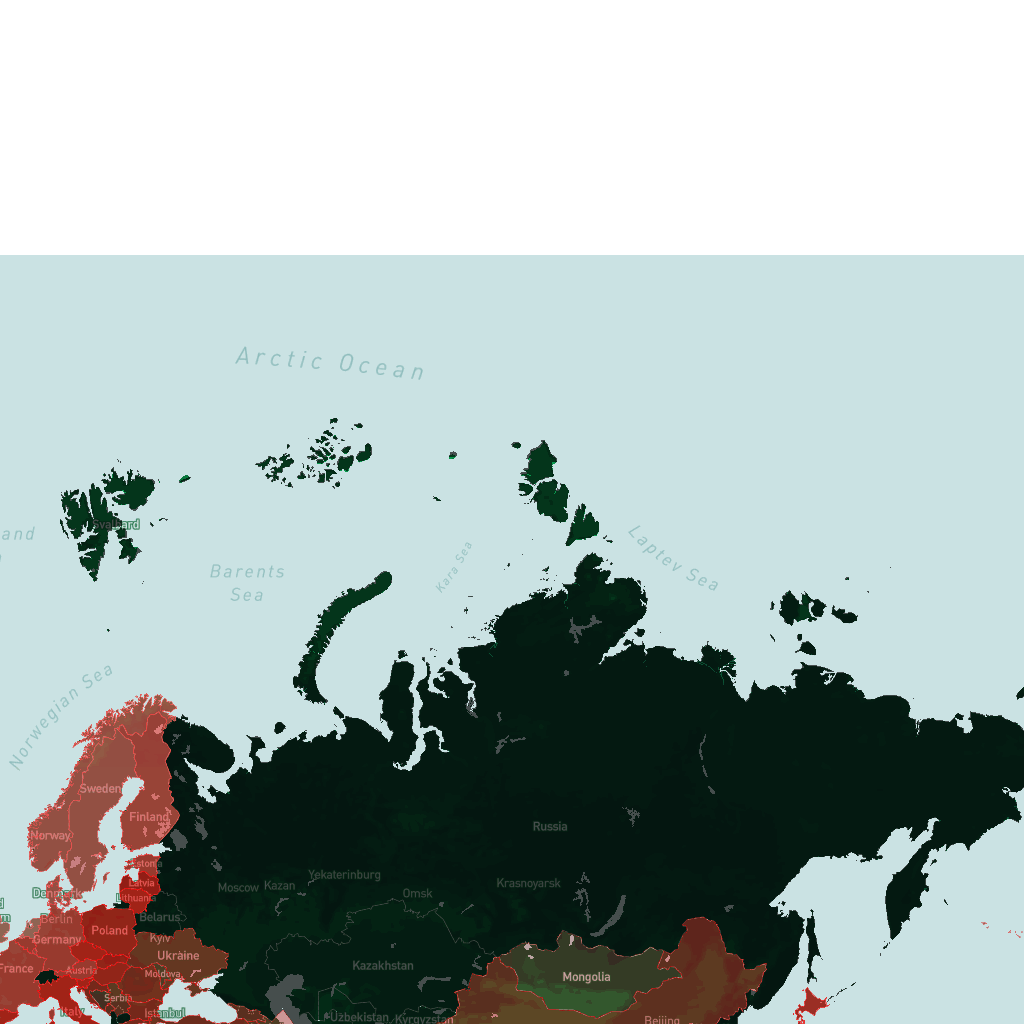 Arctic Ocean
Svalbard
and
Laptev Sea
Kara Sea
Barents
Sea
Norwegian Sea
Sweden
Finland
Norway
Russia
Estonia
Latvia
Lithuania
Yekaterinburg
Moscow
Kazan
Omsk
Krasnoyarsk
Denmark
Belarus
Berlin
Poland
Kyiv
Germany
Ukraine
France
Austria
Moldova
Kazakhstan
Mongolia
Serbia
Italy
Istanbul
Uzbekistan
Kyrgyzstan
Beijing